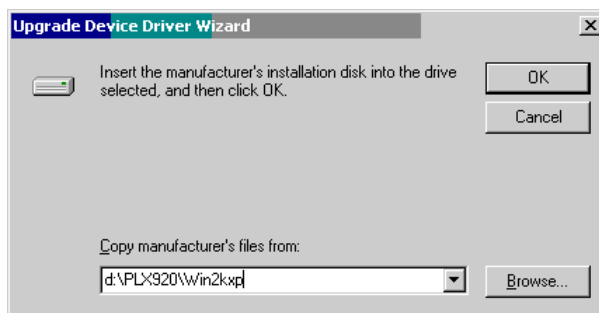 Upgrade Device Driver Wizard
Insert the manufacturer's installation disk into the drive
selected, and then click OK.
OK
Cancel
Copy manufacturer's files from:
d:\PLX920\Win2kxp
Browse...